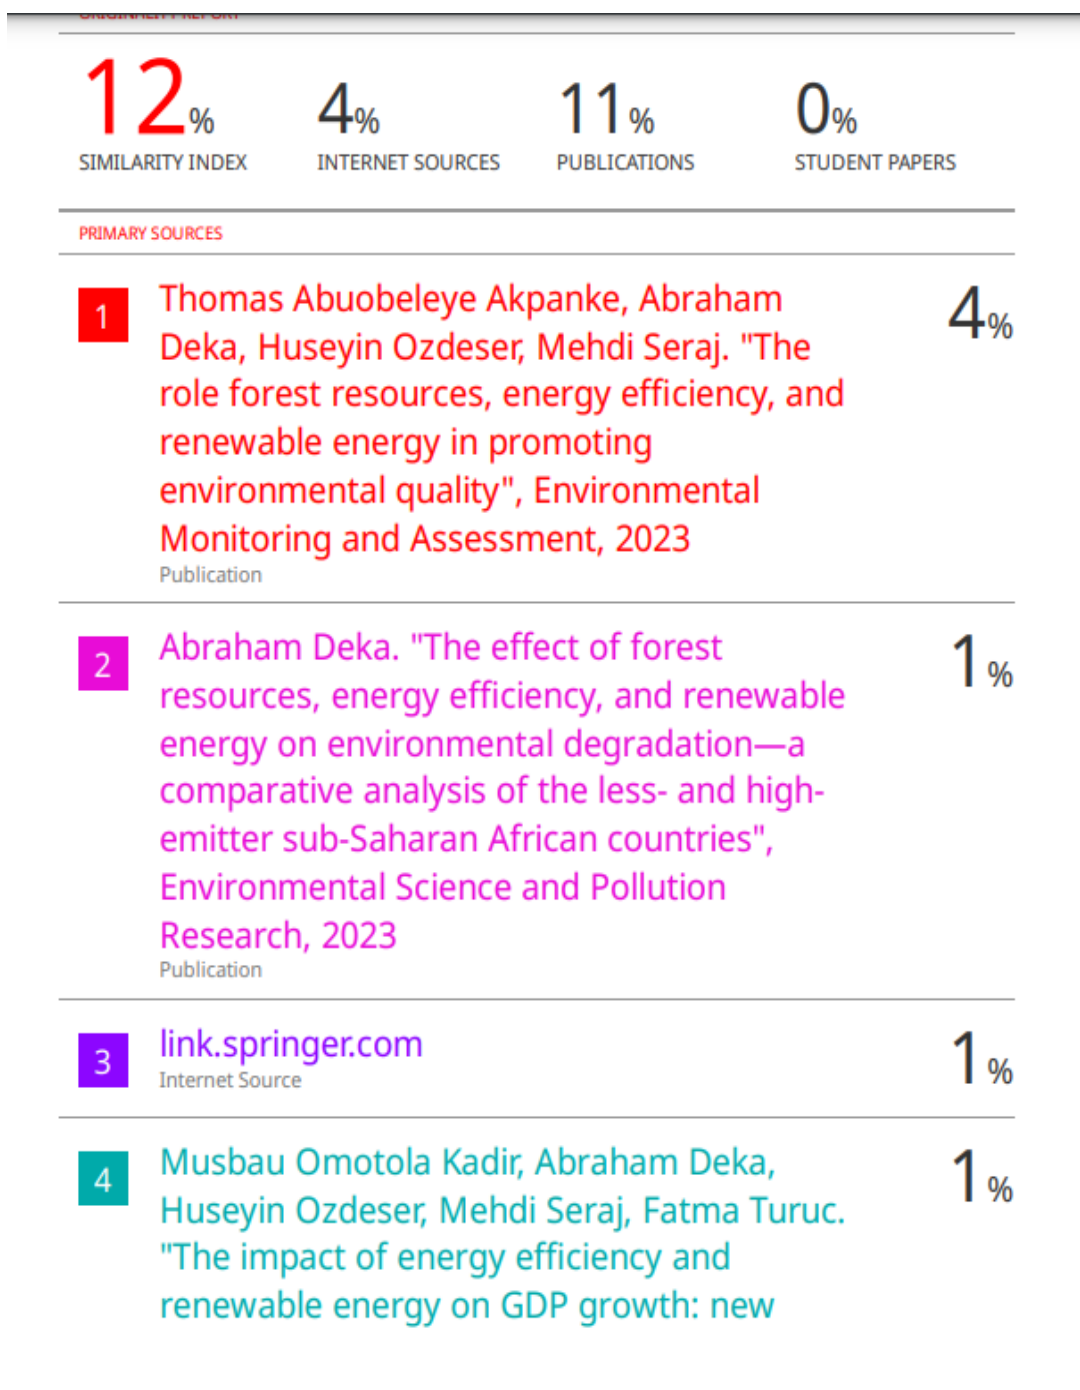 ORIGINALITY REPORT
12%
SIMILARITY INDEX
4%
INTERNET SOURCES
11%
PUBLICATIONS
0%
STUDENT PAPERS
PRIMARY SOURCES
1
Thomas Abuobeleye Akpanke, Abraham
Deka, Huseyin Ozdeser, Mehdi Seraj. "The
role forest resources, energy efficiency, and
renewable energy in promoting
environmental quality", Environmental
Monitoring and Assessment, 2023
Publication
4%
2
Abraham Deka. "The effect of forest
resources, energy efficiency, and renewable
energy on environmental degradation—a
comparative analysis of the less- and high-
emitter sub-Saharan African countries",
Environmental Science and Pollution
Research, 2023
Publication
1%
3
link.springer.com
Internet Source
1%
4
Musbau Omotola Kadir, Abraham Deka,
Huseyin Ozdeser, Mehdi Seraj, Fatma Turuc.
"The impact of energy efficiency and
renewable energy on GDP growth: new
1%